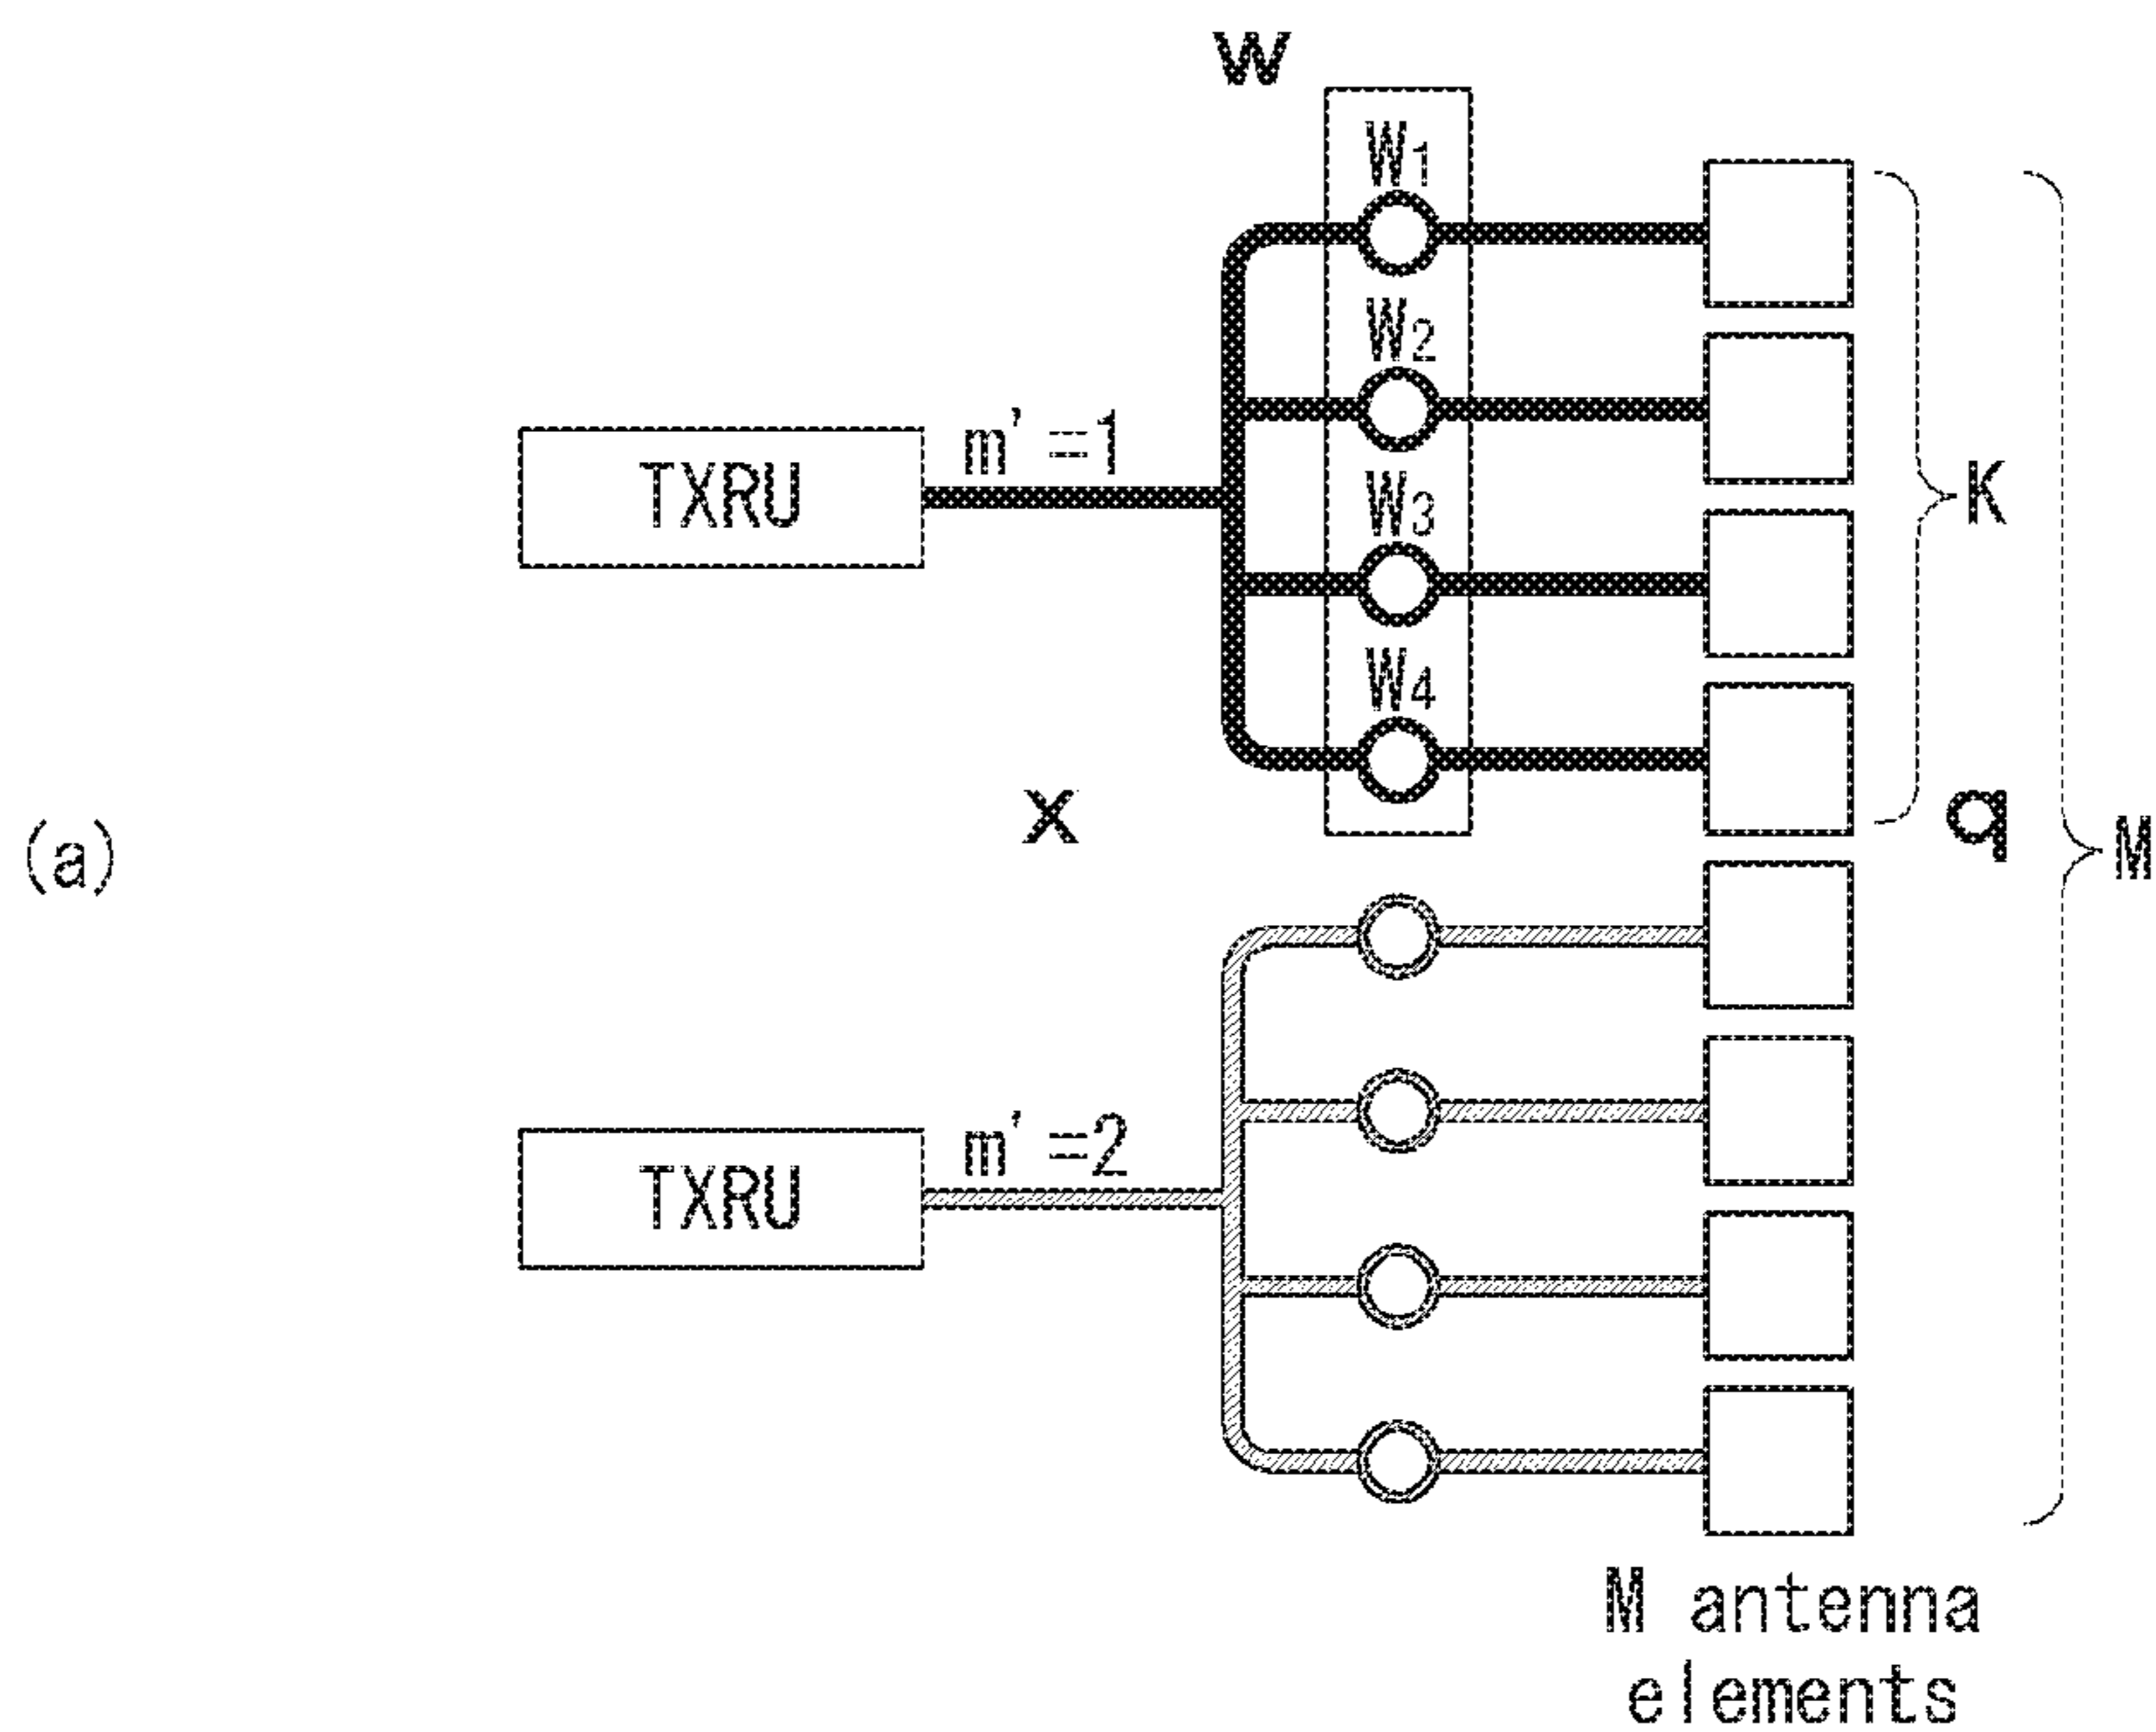 w
W1
W2
m'=1
TXRU
W3
K
W4
x
q
(a)
M
m'=2
TXRU
M antenna
elements